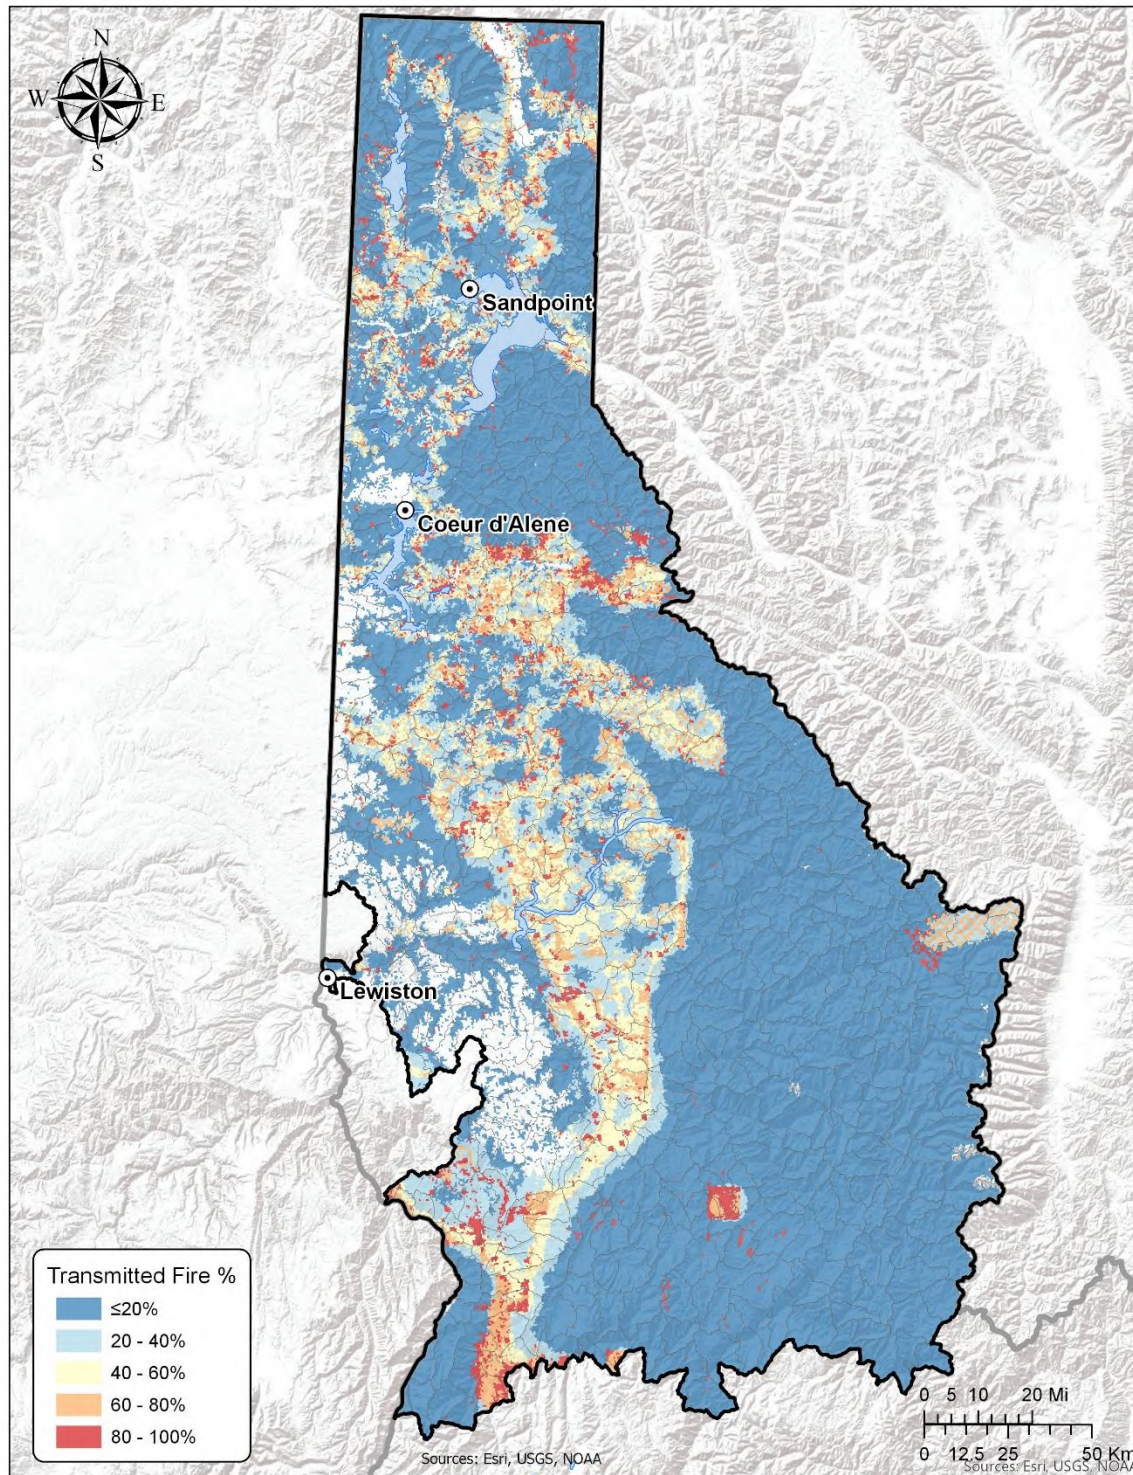 N
W E
S
Sandpoint
Coeur d'Alene
Lewiston
Transmitted Fire %
≤20%
20 - 40%
40 - 60%
60 - 80%
80 - 100%
0 5 10 20 Mi
0 12.5 25 50 Km
Sources: Esri, USGS, NOAA
Sources: Esri, USGS, NOAA